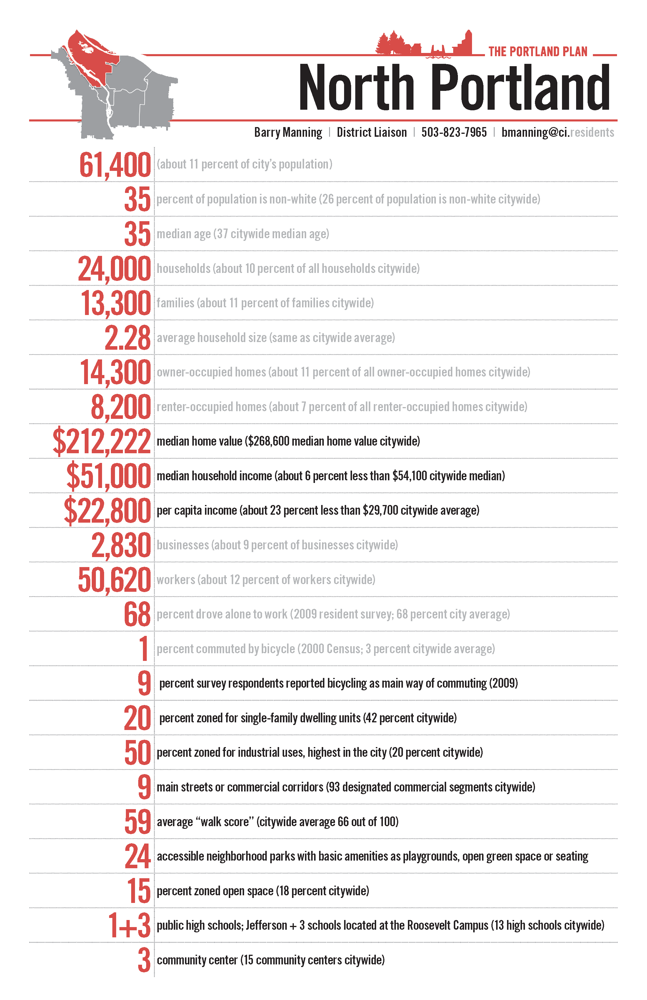 THE PORTLAND PLAN
North Portland
Barry Manning | District Liaison | 503-823-7965 | bmanning@ci.residents
61,400 (about 11 percent of city's population)
35 percent of population is non-white (26 percent of population is non-white citywide)
35 median age (37 citywide median age)
24,000 households (about 10 percent of all households citywide)
13,300 families (about 11 percent of families citywide)
2.28 average household size (same as citywide average)
14,300 owner-occupied homes (about 11 percent of all owner-occupied homes citywide)
8,200 renter-occupied homes (about 7 percent of all renter-occupied homes citywide)
$212,222 median home value ($268,600 median home value citywide)
$51,000 median household income (about 6 percent less than $54,100 citywide median)
$22,800 per capita income (about 23 percent less than $29,700 citywide average)
2,830 businesses (about 9 percent of businesses citywide)
50,620 workers (about 12 percent of workers citywide)
68 percent drove alone to work (2009 resident survey; 68 percent city average)
1 percent commuted by bicycle (2000 Census; 3 percent citywide average)
9 percent survey respondents reported bicycling as main way of commuting (2009)
20 percent zoned for single-family dwelling units (42 percent citywide)
50 percent zoned for industrial uses, highest in the city (20 percent citywide)
9 main streets or commercial corridors (93 designated commercial segments citywide)
59 average “walk score” (citywide average 66 out of 100)
24 accessible neighborhood parks with basic amenities as playgrounds, open green space or seating
15 percent zoned open space (18 percent citywide)
1+3 public high schools; Jefferson + 3 schools located at the Roosevelt Campus (13 high schools citywide)
3 community center (15 community centers citywide)